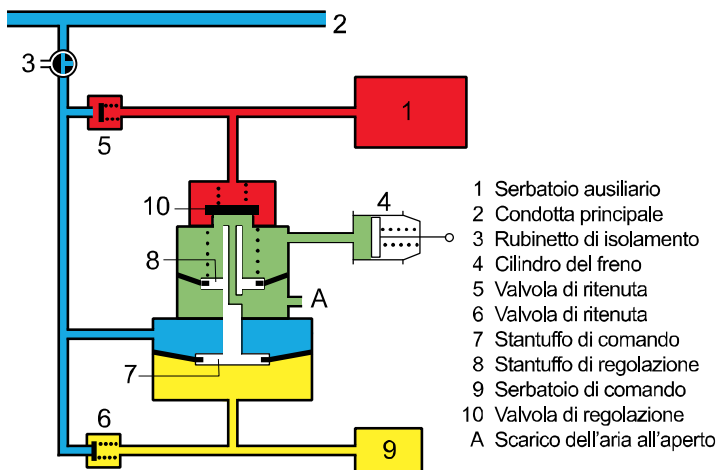 2
3
5
1
10
4
8
A
7
6
9
1 Serbatoio ausiliario
2 Condotta principale
3 Rubinetto di isolamento
4 Cilindro del freno
5 Valvola di ritenuta
6 Valvola di ritenuta
7 Stantuffo di comando
8 Stantuffo di regolazione
9 Serbatoio di comando
10 Valvola di regolazione
A Scarico dell'aria all'aperto